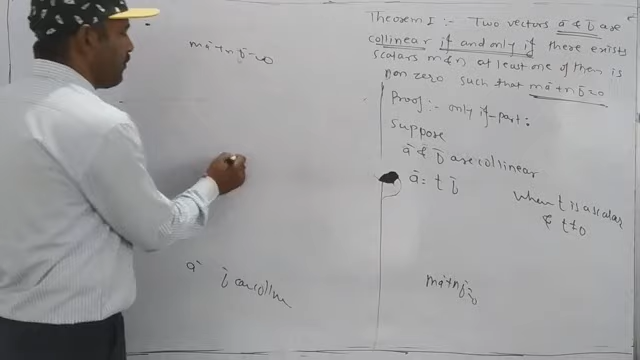 Theorem I :- Two vectors ā & b̄ are
collinear if and only if there exists
scalars m & n at least one of them is
non zero such that mā+nb̄=0
Proof:- only if-part:
Suppose
ā & b̄ are collinear
ā = t b̄
when t is a scalar
& t≠0
mā+nb̄=0
mā+nb̄=0
ā b̄ are